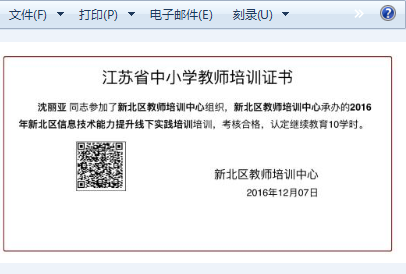 文件(F) 打印(P) 电子邮件(E) 刻录(U) »
江苏省中小学教师培训证书
沈丽亚 同志参加了新北区教师培训中心组织，新北区教师培训中心承办的2016
年新北区信息技术能力提升线下实践培训培训，考核合格，认定继续教育10学时。
新北区教师培训中心
2016年12月07日